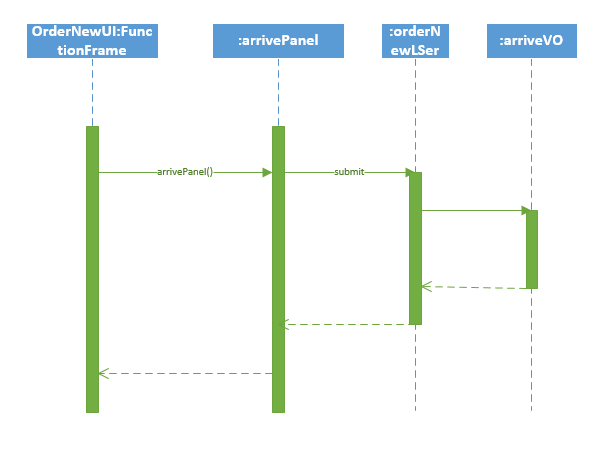 OrderNewUI:Func
tionFrame
:arrivePanel
:orderN
ewLSer
:arriveVO
arrivePanel()
submit